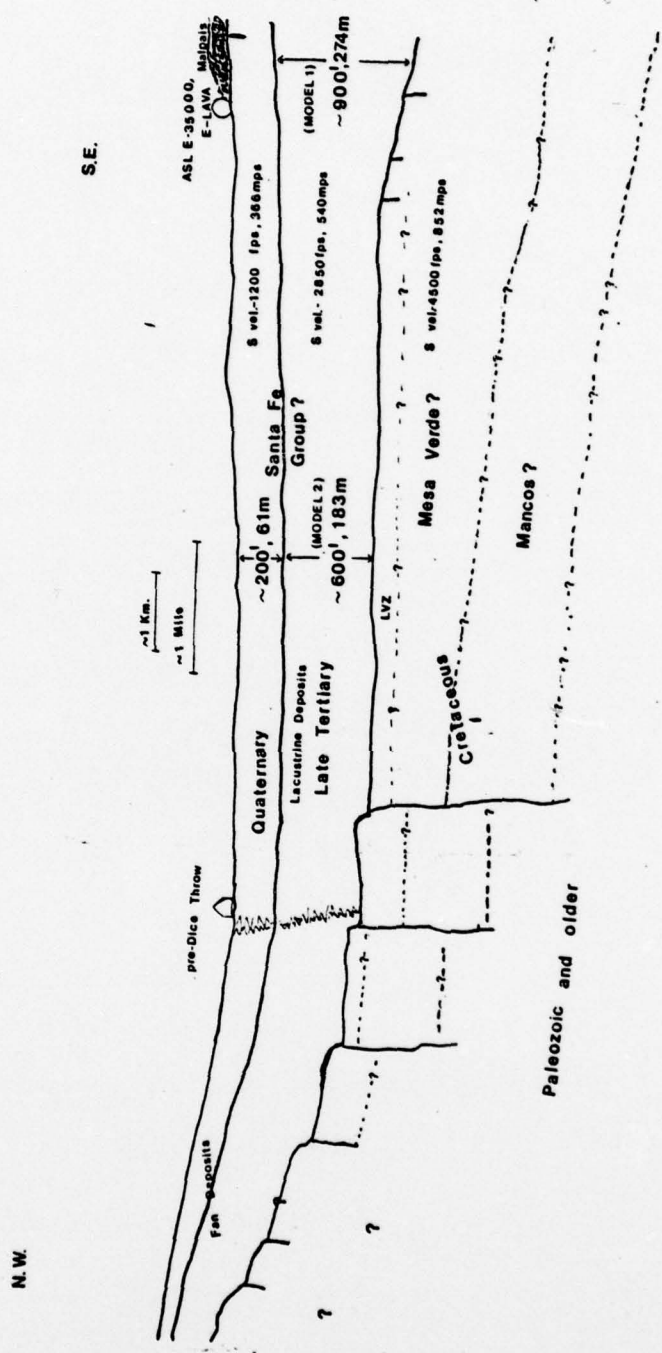 N.W.
S.E.
ASL E-35000,
E-LAVA Malpais
~1 Km.
~1 Mile
pre-Dice Throw
Fan Deposits
Quaternary
~200', 61m
S vel.-1200 fps, 366mps
Lacustrine Deposits
Late Tertiary
Santa Fe
Group?
(MODEL 2)
~600', 183m
S vel.- 2850 fps, 540mps
(MODEL 1)
~900', 274m
LVZ
Mesa Verde?
S vel.-4500 fps, 852mps
Cretaceous
Mancos?
Paleozoic and older
?
?
?